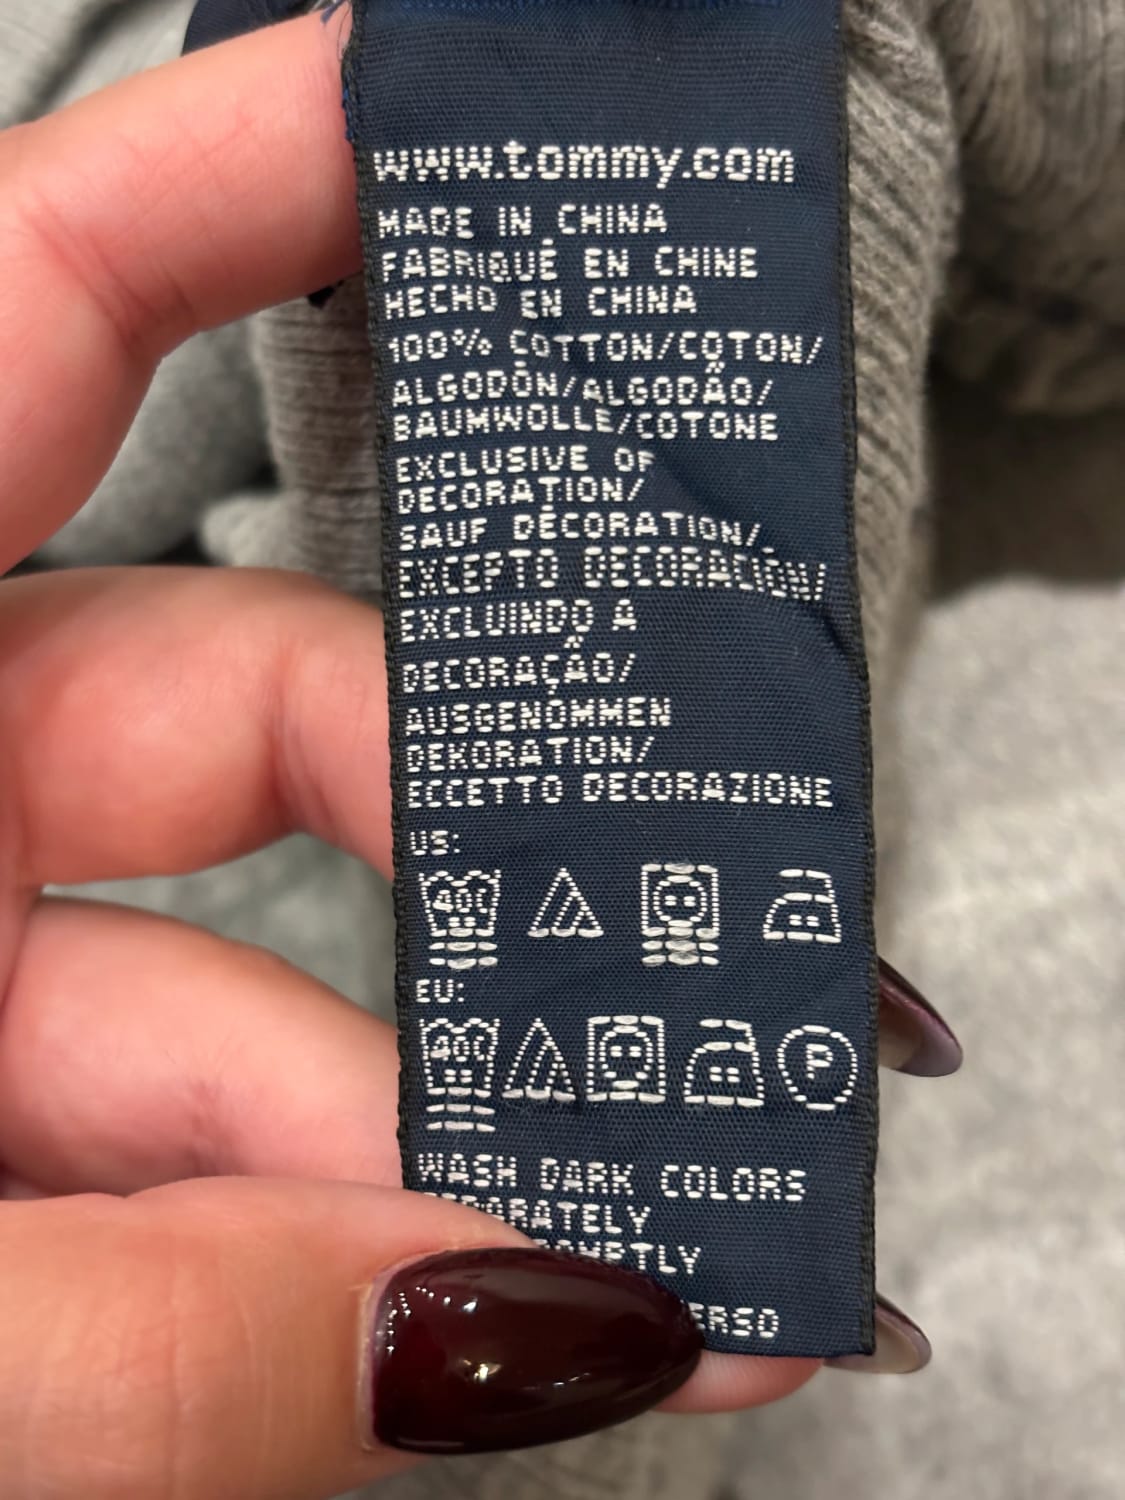 www.tommy.com
MADE IN CHINA
FABRIQUÉ EN CHINE
HECHO EN CHINA
100% COTTON/COTON/
ALGODÓN/ALGODÃO/
BAUMWOLLE/COTONE
EXCLUSIVE OF
DECORATION/
SAUF DÉCORATION/
EXCEPTO DECORACIÓN/
EXCLUINDO A
DECORAÇÃO/
AUSGENOMMEN
DEKORATION/
ECCETTO DECORAZIONE
US:
40C
EU:
40C
P
WASH DARK COLORS
SEPARATELY